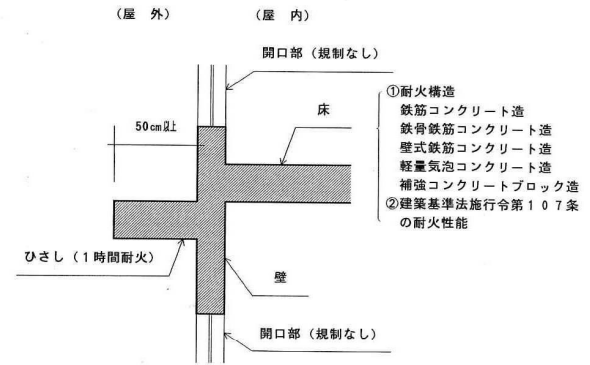 (屋 外) (屋 内)
開口部(規制なし)
①耐火構造
床 鉄筋コンクリート造
50cm以上 鉄骨鉄筋コンクリート造
壁式鉄筋コンクリート造
軽量気泡コンクリート造
補強コンクリートブロック造
②建築基準法施行令第107条
の耐火性能
ひさし(1時間耐火)
壁
開口部(規制なし)